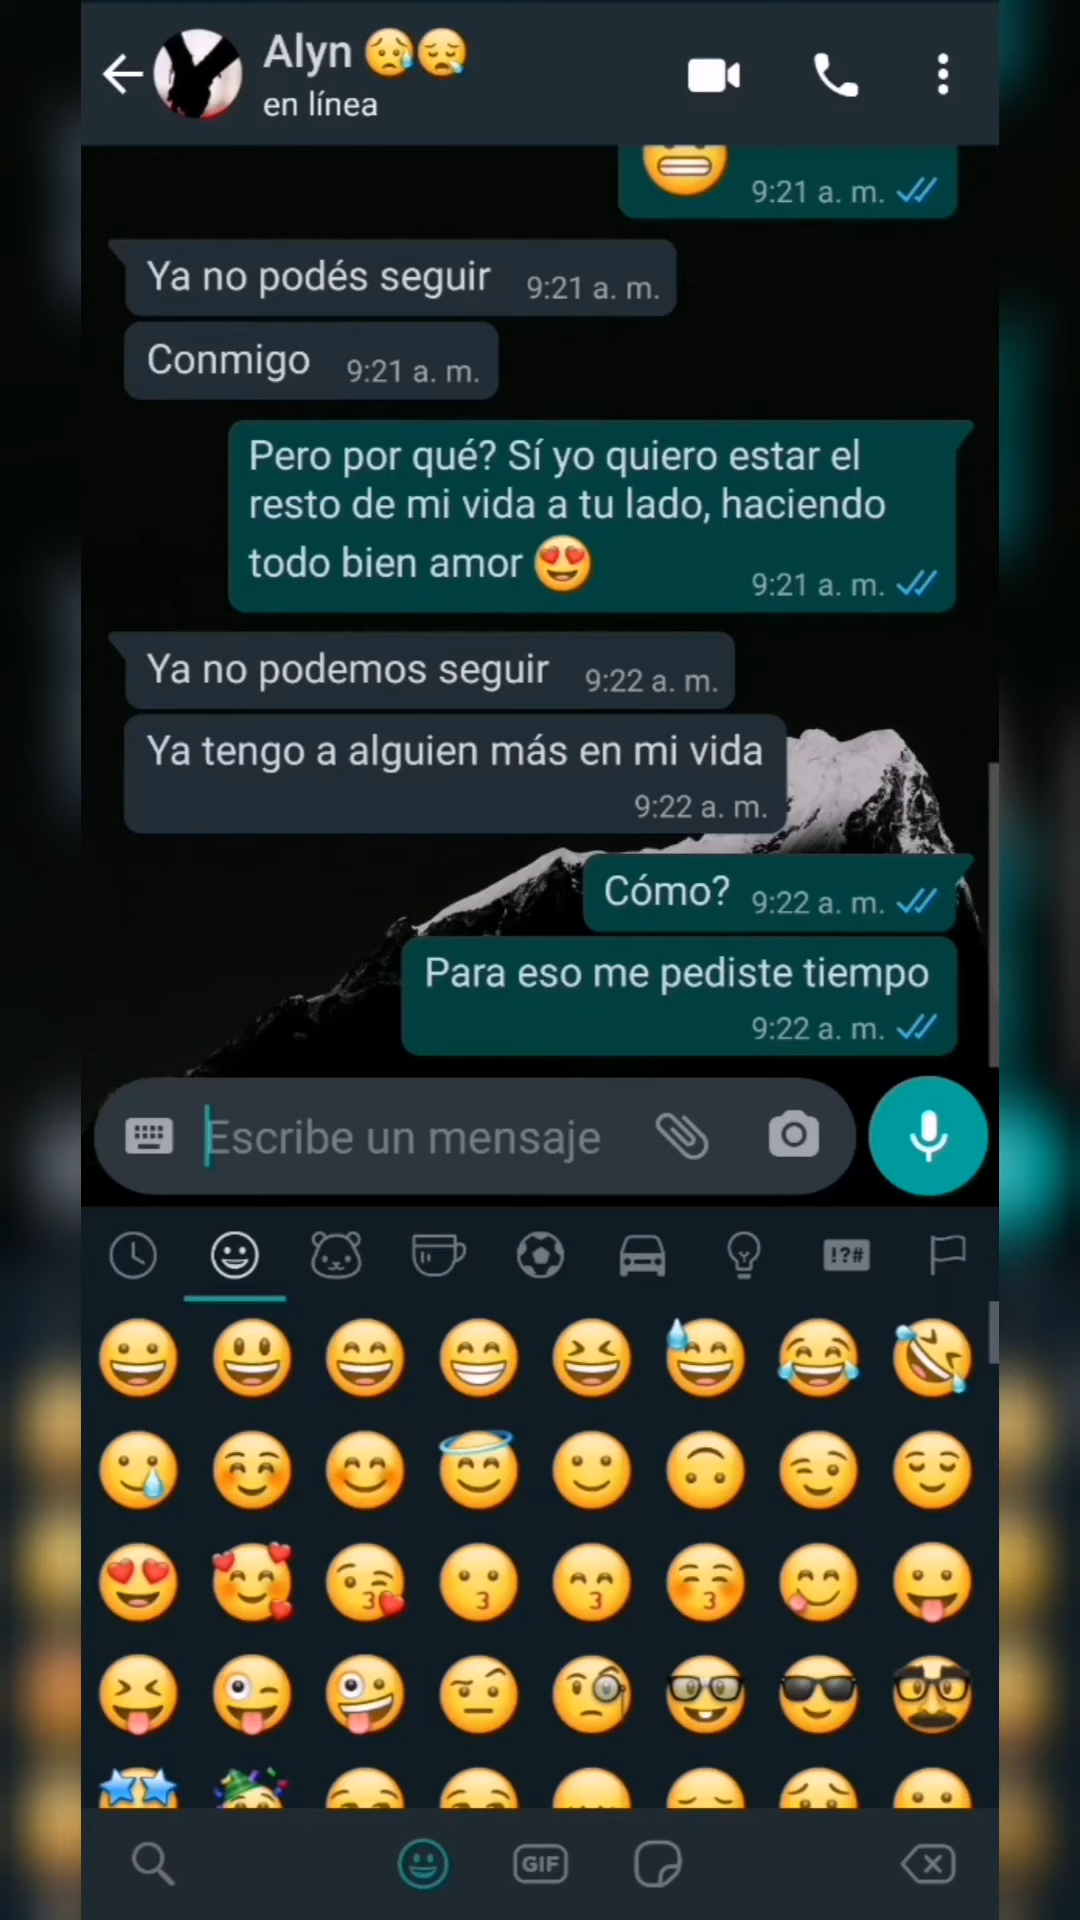 Alyn 😥😪
en línea
9:21 a. m.
Ya no podés seguir 9:21 a. m.
Conmigo 9:21 a. m.
Pero por qué? Sí yo quiero estar el
resto de mi vida a tu lado, haciendo
todo bien amor 😍
9:21 a. m.
Ya no podemos seguir 9:22 a. m.
Ya tengo a alguien más en mi vida
9:22 a. m.
Cómo? 9:22 a. m.
Para eso me pediste tiempo
9:22 a. m.
Escribe un mensaje
!?#
GIF